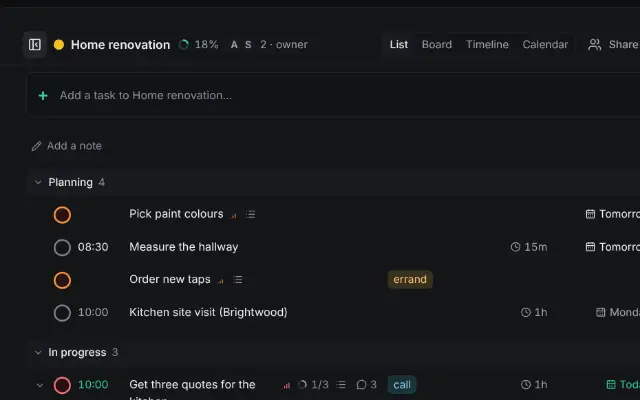 Home renovation 18% A S 2 · owner List Board Timeline Calendar Share
Add a task to Home renovation...
Add a note
Planning 4
Pick paint colours Tomorro
08:30 Measure the hallway 15m Tomorro
Order new taps errand
10:00 Kitchen site visit (Brightwood) 1h Monda
In progress 3
10:00 Get three quotes for the 1/3 3 call 1h Toda
kitchen